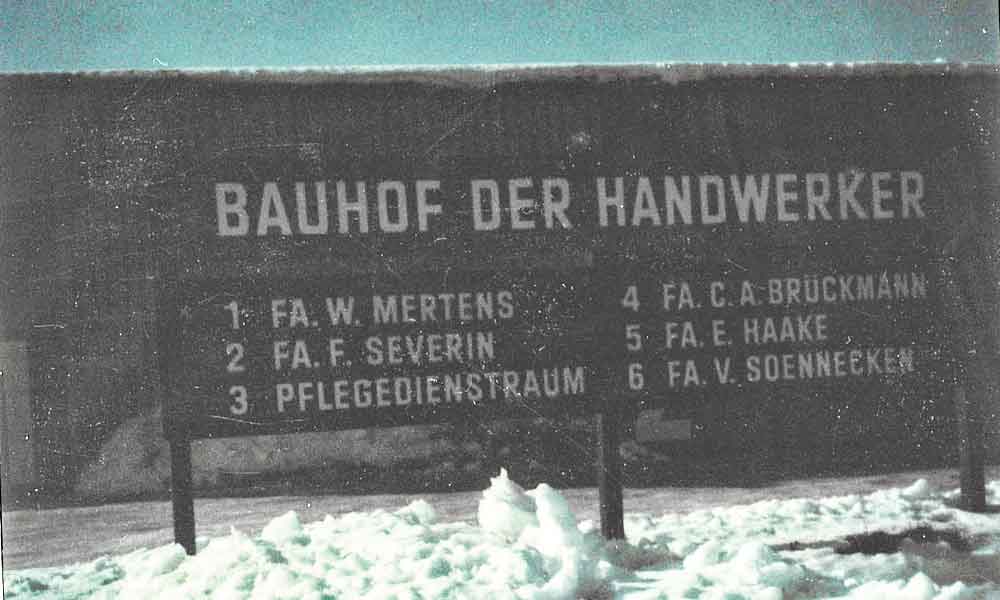 BAUHOF DER HANDWERKER
1 FA. W. MERTENS
2 FA. F. SEVERIN
3 PFLEGEDIENSTRAUM
4 FA. C. A. BRÜCKMANN
5 FA. E. HAAKE
6 FA. V. SOENNECKEN